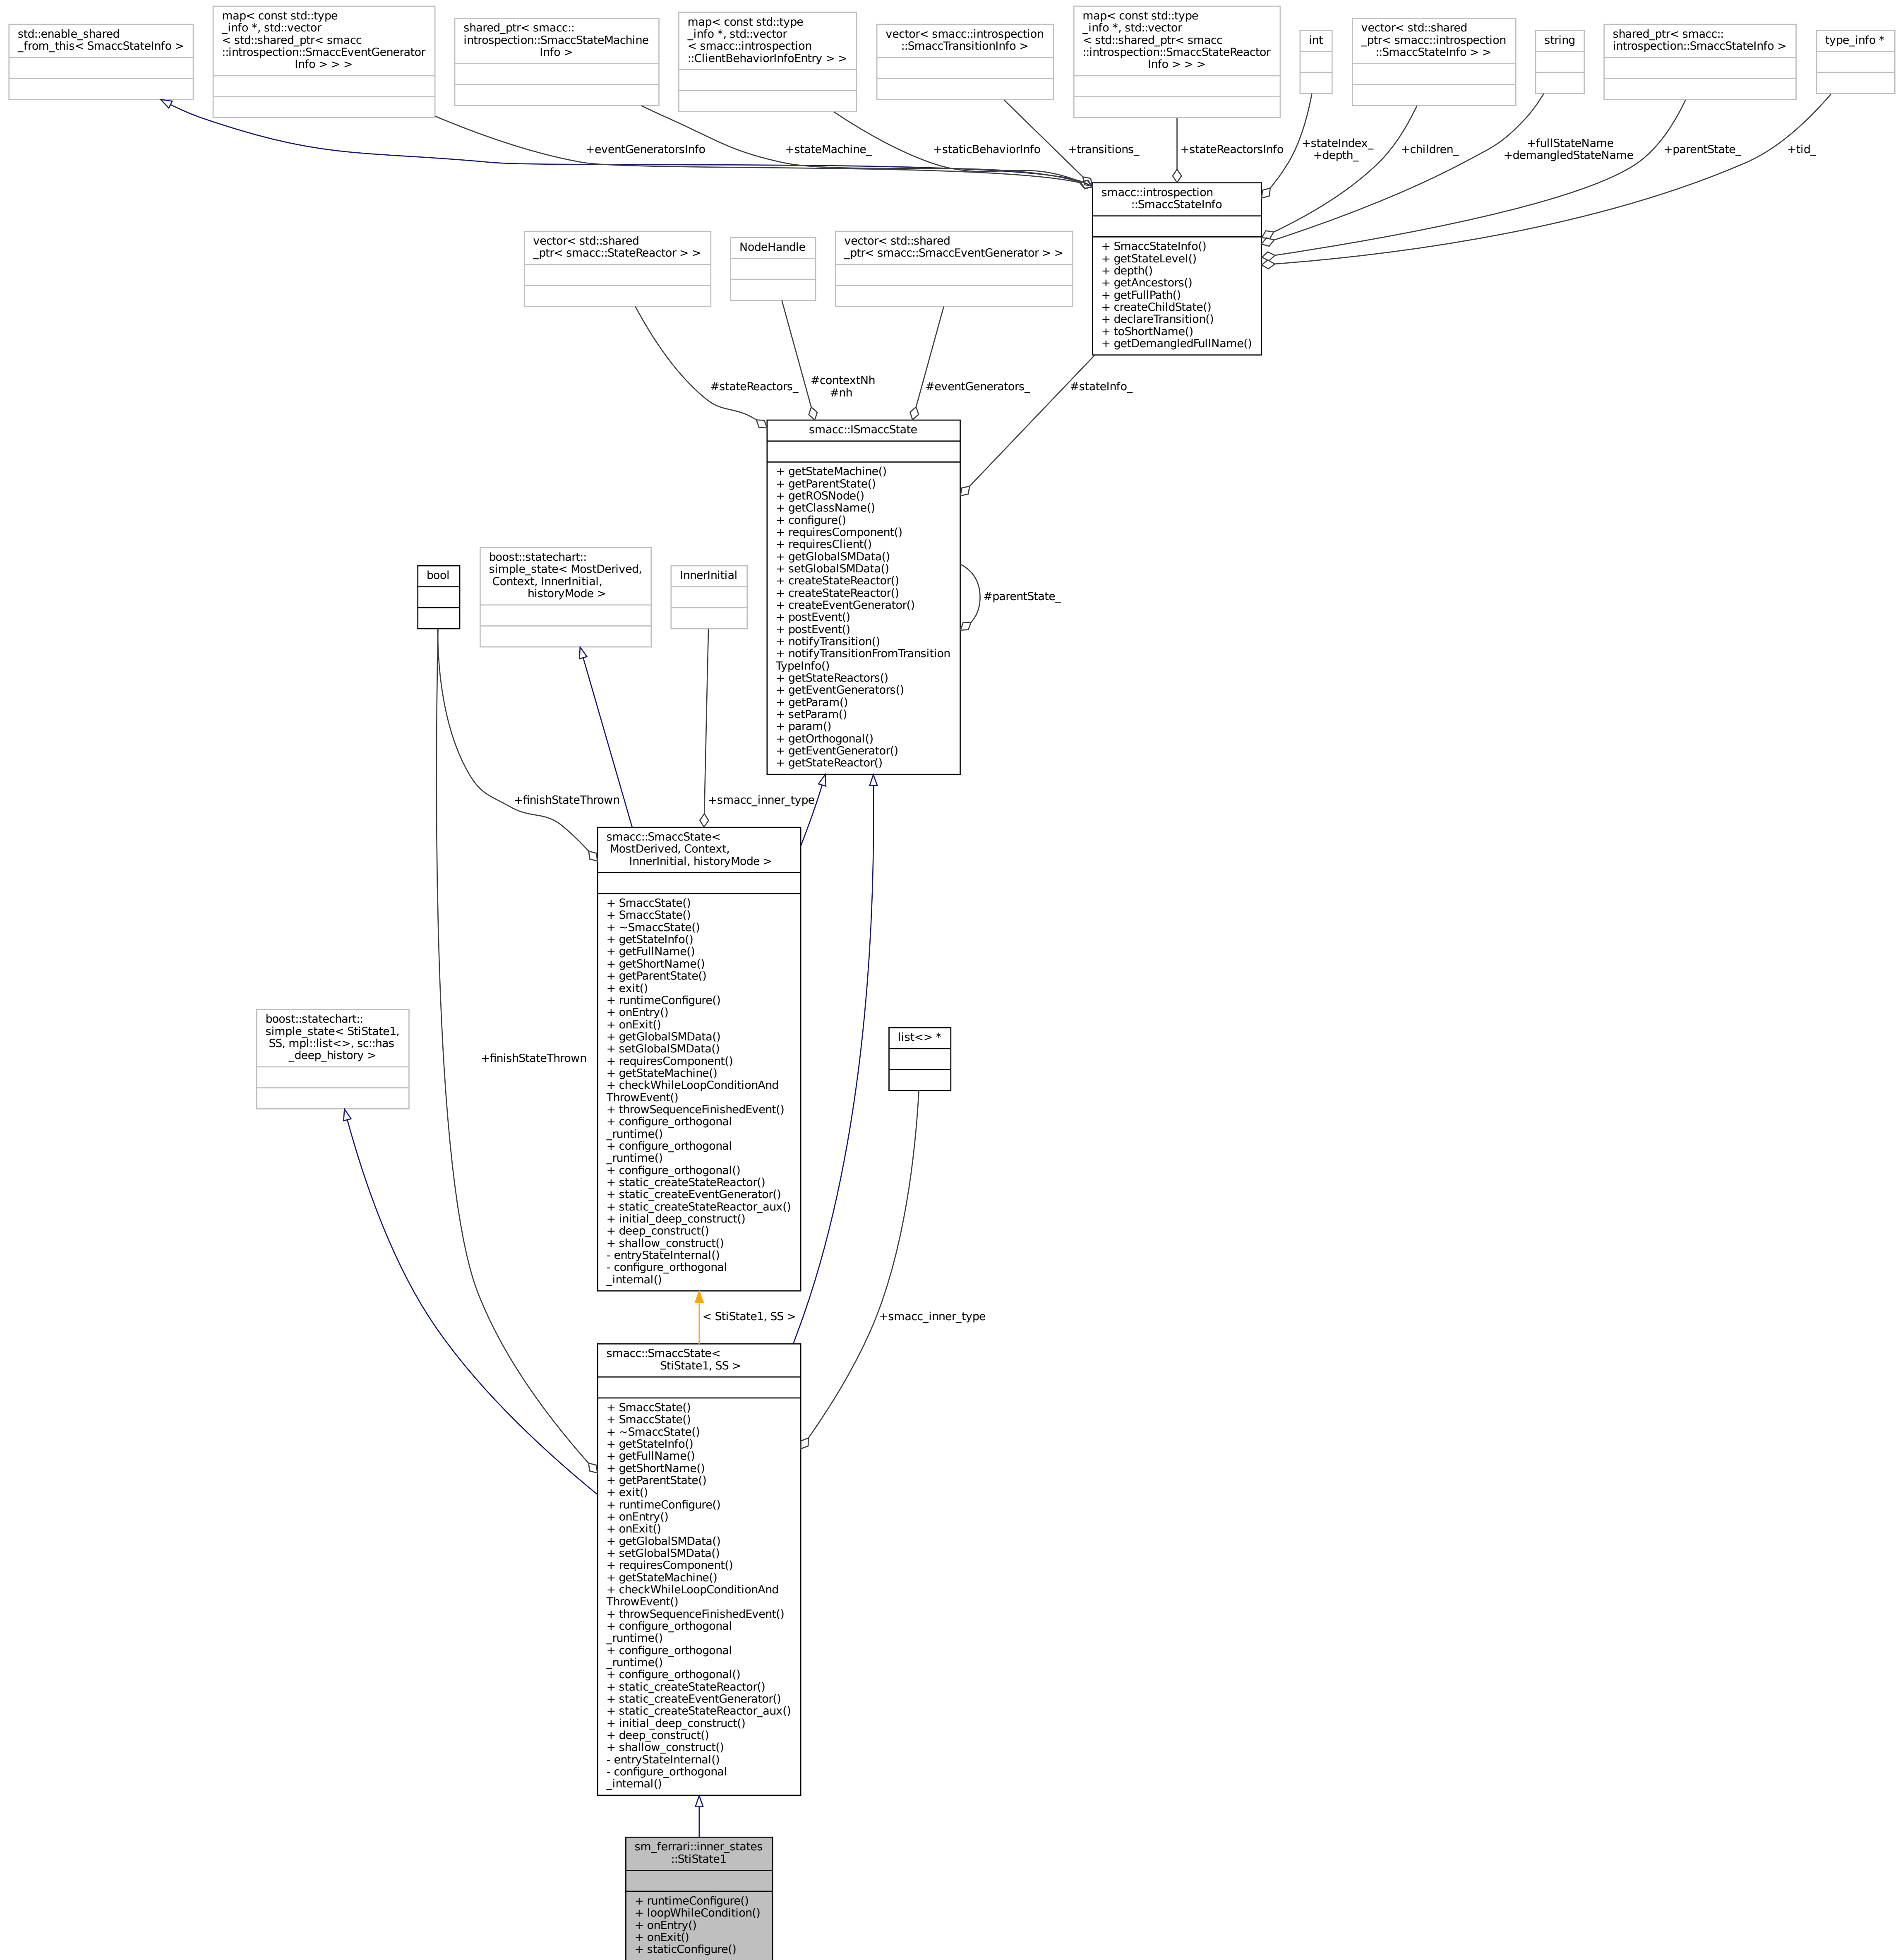 std::enable_shared
_from_this< SmaccStateInfo >
map< const std::type
_info *, std::vector
< std::shared_ptr< smacc
::introspection::SmaccEventGenerator
Info > > >
shared_ptr< smacc::
introspection::SmaccStateMachine
Info >
map< const std::type
_info *, std::vector
< smacc::introspection
::ClientBehaviorInfoEntry > >
vector< smacc::introspection
::SmaccTransitionInfo >
map< const std::type
_info *, std::vector
< std::shared_ptr< smacc
::introspection::SmaccStateReactor
Info > > >
int
vector< std::shared
_ptr< smacc::introspection
::SmaccStateInfo > >
string
shared_ptr< smacc::
introspection::SmaccStateInfo >
type_info *
+eventGeneratorsInfo
+stateMachine_
+staticBehaviorInfo
+transitions_
+stateReactorsInfo
+stateIndex_
+depth_
+children_
+fullStateName
+demangledStateName
+parentState_
+tid_
smacc::introspection
::SmaccStateInfo
+ SmaccStateInfo()
+ getStateLevel()
+ depth()
+ getAncestors()
+ getFullPath()
+ createChildState()
+ declareTransition()
+ toShortName()
+ getDemangledFullName()
vector< std::shared
_ptr< smacc::StateReactor > >
NodeHandle
vector< std::shared
_ptr< smacc::SmaccEventGenerator > >
#stateReactors_
#contextNh
#nh
#eventGenerators_
#stateInfo_
smacc::ISmaccState
+ getStateMachine()
+ getParentState()
+ getROSNode()
+ getClassName()
+ configure()
+ requiresComponent()
+ requiresClient()
+ getGlobalSMData()
+ setGlobalSMData()
+ createStateReactor()
+ createStateReactor()
+ createEventGenerator()
+ postEvent()
+ postEvent()
+ notifyTransition()
+ notifyTransitionFromTransition
TypeInfo()
+ getStateReactors()
+ getEventGenerators()
+ getParam()
+ setParam()
+ param()
+ getOrthogonal()
+ getEventGenerator()
+ getStateReactor()
#parentState_
bool
boost::statechart::
simple_state< MostDerived,
Context, InnerInitial,
historyMode >
InnerInitial
+finishStateThrown
+smacc_inner_type
smacc::SmaccState<
MostDerived, Context,
InnerInitial, historyMode >
+ SmaccState()
+ SmaccState()
+ ~SmaccState()
+ getStateInfo()
+ getFullName()
+ getShortName()
+ getParentState()
+ exit()
+ runtimeConfigure()
+ onEntry()
+ onExit()
+ getGlobalSMData()
+ setGlobalSMData()
+ requiresComponent()
+ getStateMachine()
+ checkWhileLoopConditionAnd
ThrowEvent()
+ throwSequenceFinishedEvent()
+ configure_orthogonal
_runtime()
+ configure_orthogonal
_runtime()
+ configure_orthogonal()
+ static_createStateReactor()
+ static_createEventGenerator()
+ static_createStateReactor_aux()
+ initial_deep_construct()
+ deep_construct()
+ shallow_construct()
- entryStateInternal()
- configure_orthogonal
_internal()
boost::statechart::
simple_state< StiState1,
SS, mpl::list<>, sc::has
_deep_history >
+finishStateThrown
list<> *
< StiState1, SS >
+smacc_inner_type
smacc::SmaccState<
StiState1, SS >
+ SmaccState()
+ SmaccState()
+ ~SmaccState()
+ getStateInfo()
+ getFullName()
+ getShortName()
+ getParentState()
+ exit()
+ runtimeConfigure()
+ onEntry()
+ onExit()
+ getGlobalSMData()
+ setGlobalSMData()
+ requiresComponent()
+ getStateMachine()
+ checkWhileLoopConditionAnd
ThrowEvent()
+ throwSequenceFinishedEvent()
+ configure_orthogonal
_runtime()
+ configure_orthogonal
_runtime()
+ configure_orthogonal()
+ static_createStateReactor()
+ static_createEventGenerator()
+ static_createStateReactor_aux()
+ initial_deep_construct()
+ deep_construct()
+ shallow_construct()
- entryStateInternal()
- configure_orthogonal
_internal()
sm_ferrari::inner_states
::StiState1
+ runtimeConfigure()
+ loopWhileCondition()
+ onEntry()
+ onExit()
+ staticConfigure()